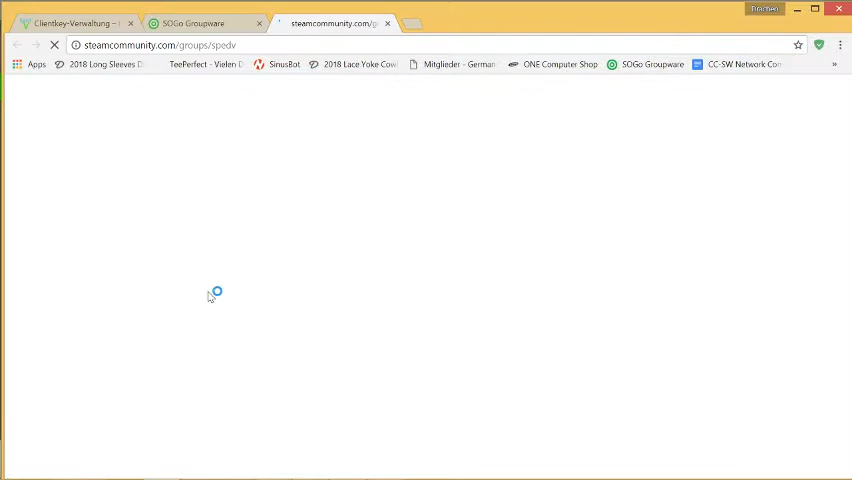 Drachen
Clientkey-Verwaltung –
SOGo Groupware
steamcommunity.com/g
steamcommunity.com/groups/spedv
Apps
2018 Long Sleeves D
TeePerfect - Vielen D
SinusBot
2018 Lace Yoke Cowl
Mitglieder - German
ONE Computer Shop
SOGo Groupware
CC-SW Network Con
»